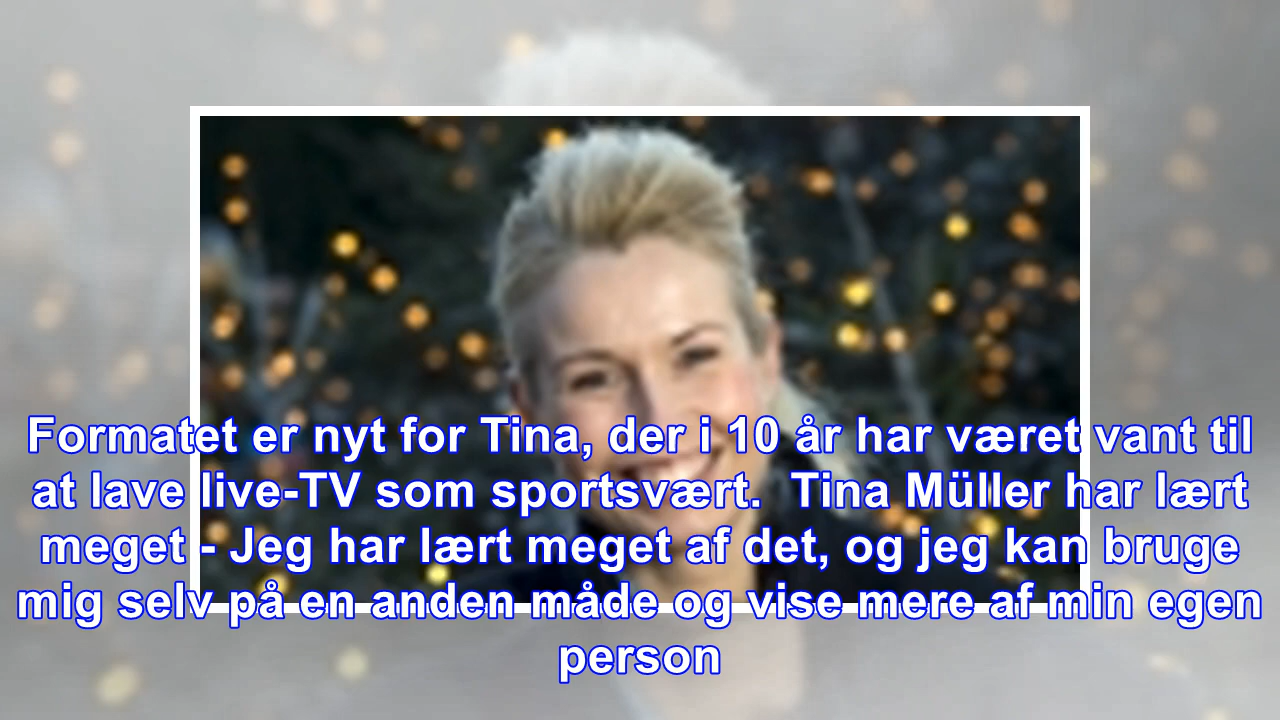 Formatet er nyt for Tina, der i 10 år har været vant til
at lave live-TV som sportsvært.  Tina Müller har lært
meget - Jeg har lært meget af det, og jeg kan bruge
mig selv på en anden måde og vise mere af min egen
person